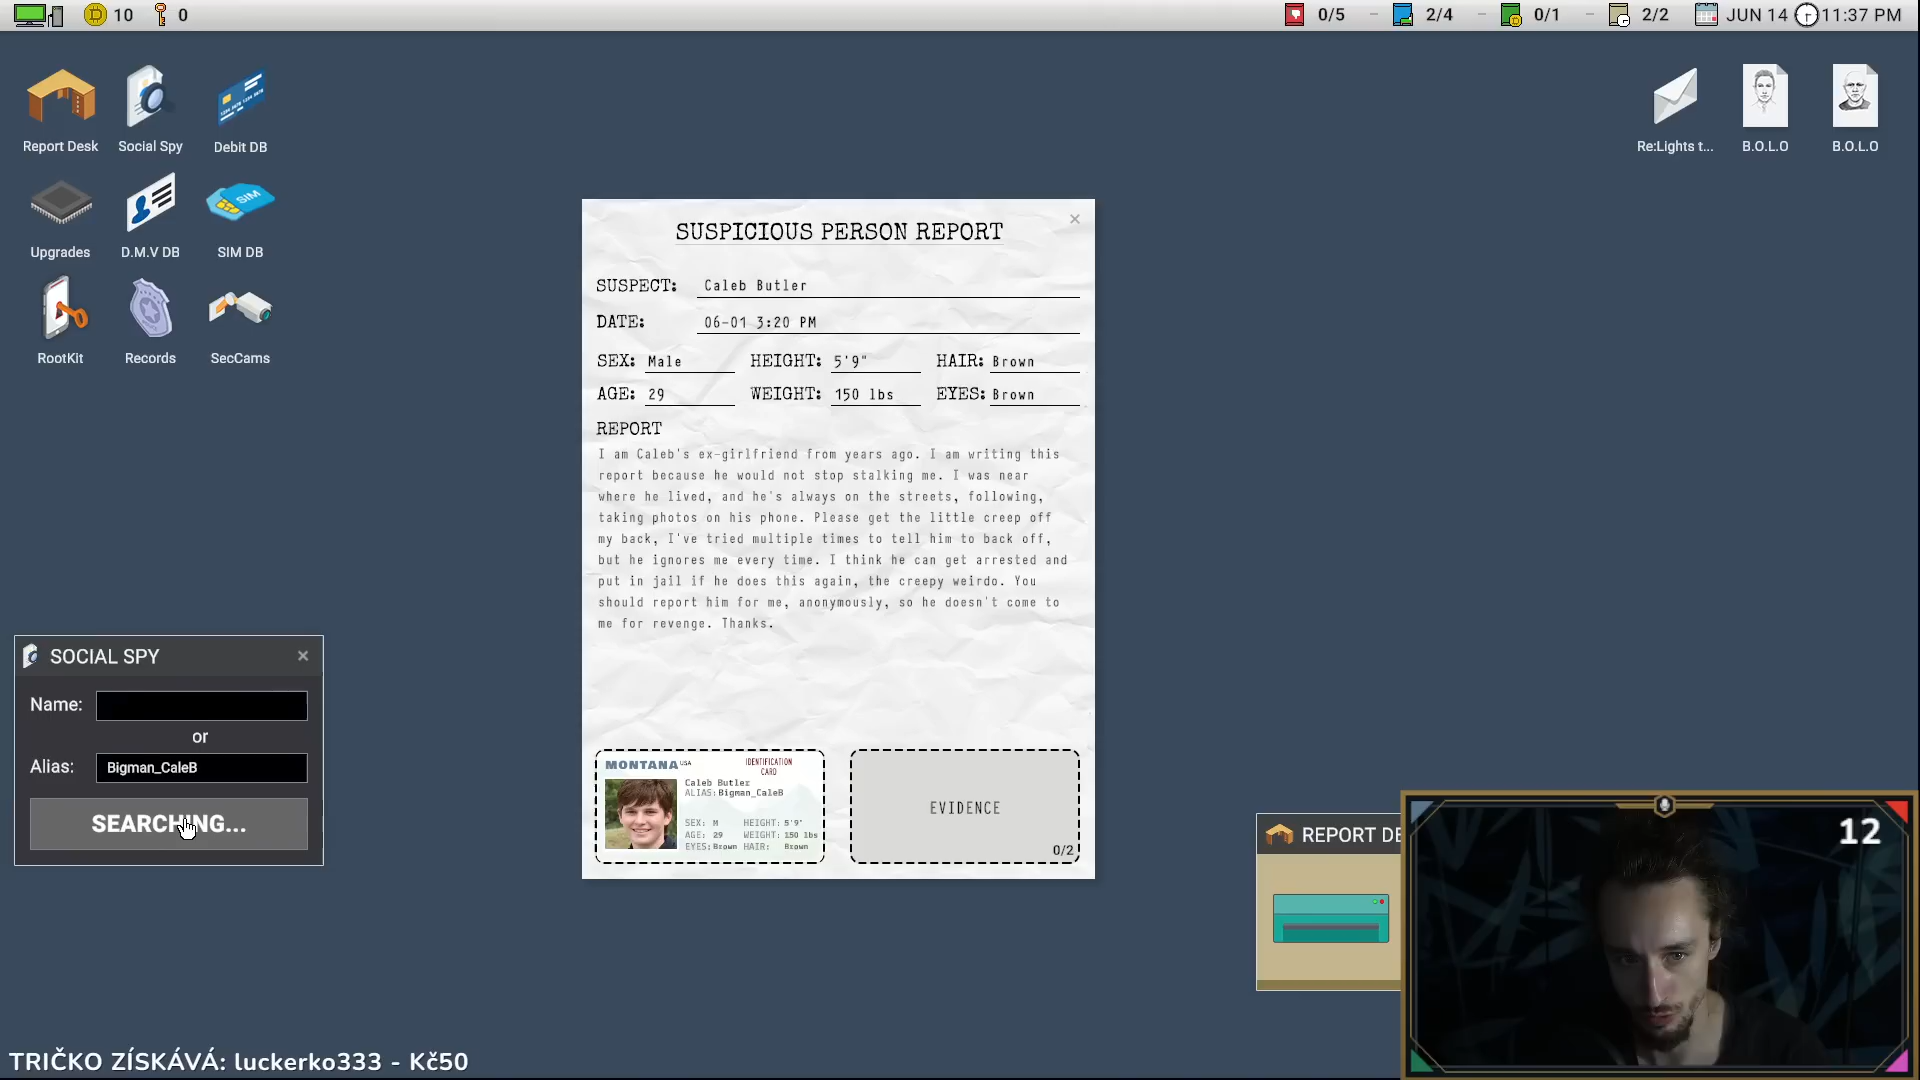 10
0
0/5
2/4
0/1
2/2
JUN 14
11:37 PM
Report Desk
Social Spy
Debit DB
Upgrades
D.M.V DB
SIM DB
RootKit
Records
SecCams
Re:Lights t...
B.O.L.O
B.O.L.O
SUSPICIOUS PERSON REPORT
SUSPECT: Caleb Butler
DATE: 06-01 3:20 PM
SEX: Male HEIGHT: 5'9" HAIR: Brown
AGE: 29 WEIGHT: 150 lbs EYES: Brown
REPORT
I am Caleb's ex-girlfriend from years ago. I am writing this
report because he would not stop stalking me. I was near
where he lived, and he's always on the streets, following,
taking photos on his phone. Please get the little creep off
my back, I've tried multiple times to tell him to back off,
but he ignores me every time. I think he can get arrested and
put in jail if he does this again, the creepy weirdo. You
should report him for me, anonymously, so he doesn't come to
me for revenge. Thanks.
MONTANA USA IDENTIFICATION
CARD
Caleb Butler
ALIAS: Bigman_CaleB
SEX: M HEIGHT: 5'9"
AGE: 29 WEIGHT: 150 lbs
EYES: Brown HAIR: Brown
EVIDENCE
0/2
SOCIAL SPY
Name:
or
Alias: Bigman_CaleB
SEARCHING...
REPORT DE
12
TRIČKO ZÍSKÁVÁ: luckerko333 - Kč50